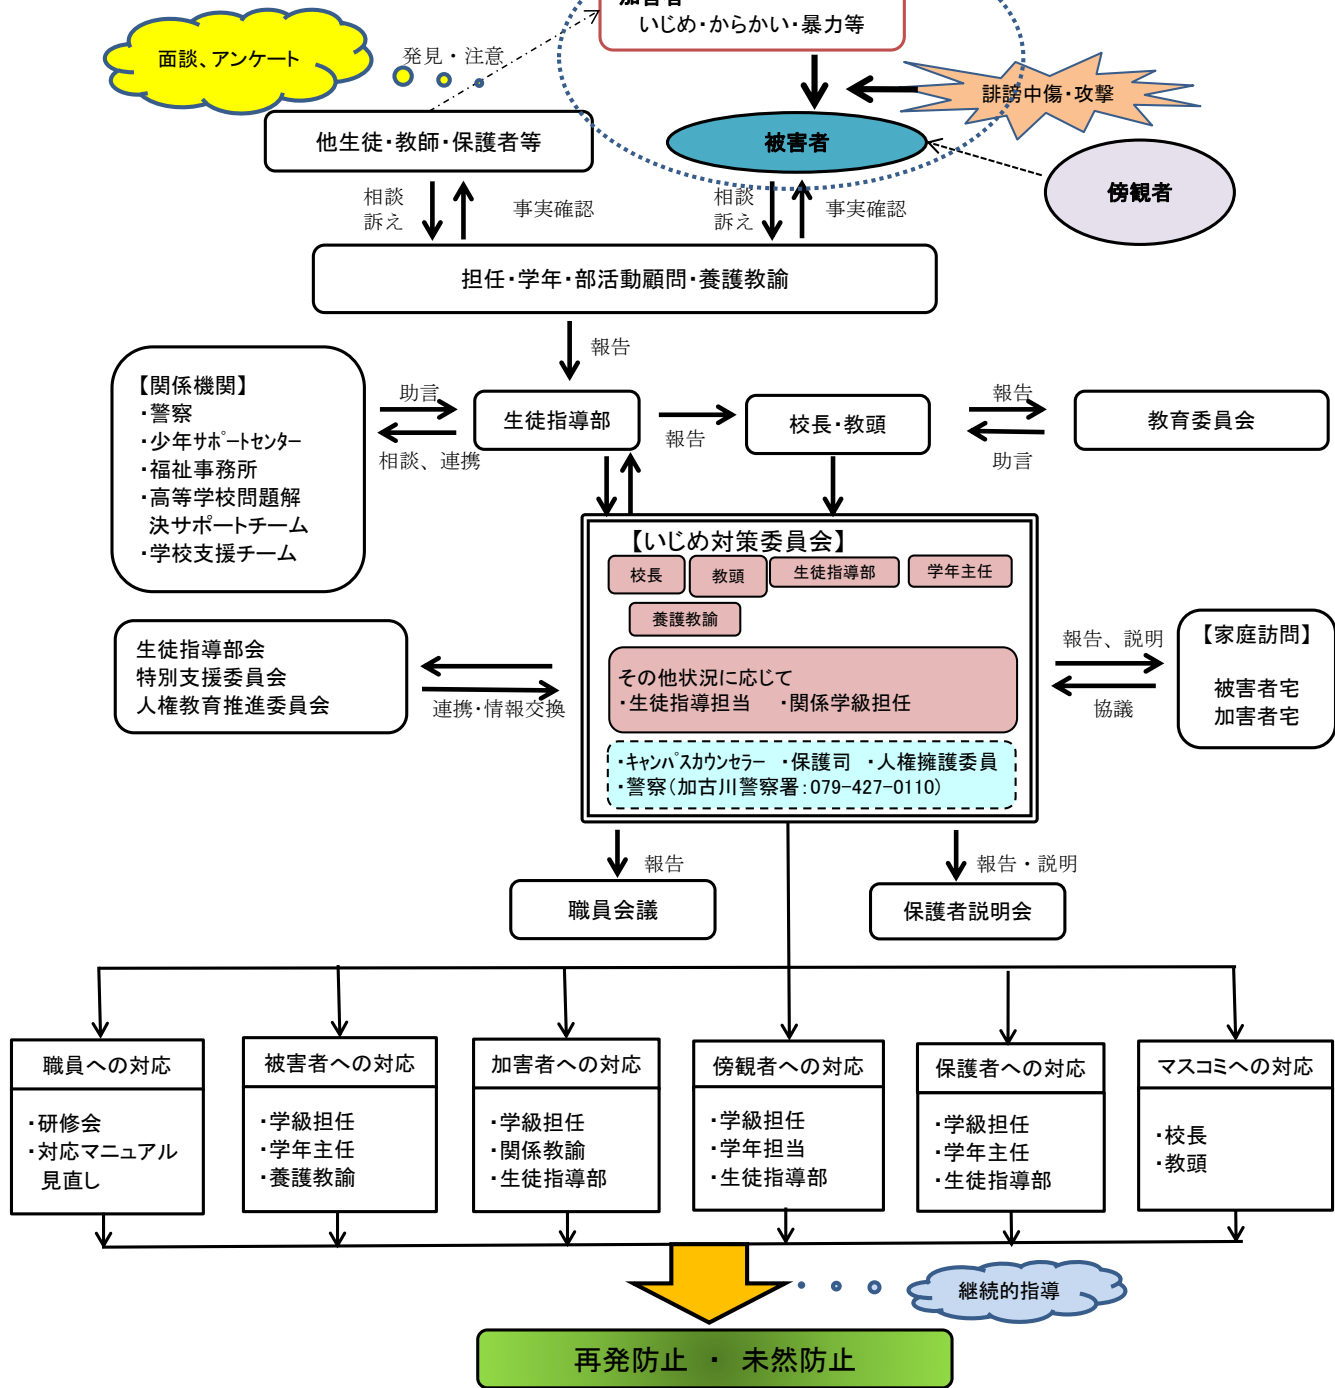 加害者
いじめ・からかい・暴力等
面談、アンケート
発見・注意
誹謗中傷・攻撃
他生徒・教師・保護者等
被害者
傍観者
相談
訴え
事実確認
相談
訴え
事実確認
担任・学年・部活動顧問・養護教諭
報告
【関係機関】
・警察
・少年サポートセンター
・福祉事務所
・高等学校問題解
決サポートチーム
・学校支援チーム
助言
相談、連携
生徒指導部
報告
校長・教頭
報告
助言
教育委員会
【いじめ対策委員会】
校長
教頭
生徒指導部
学年主任
養護教諭
その他状況に応じて
・生徒指導担当　・関係学級担任
・キャンパスカウンセラー　・保護司　・人権擁護委員
・警察（加古川警察署：079－427－0110）
生徒指導部会
特別支援委員会
人権教育推進委員会
連携・情報交換
報告、説明
協議
【家庭訪問】
被害者宅
加害者宅
報告
職員会議
報告・説明
保護者説明会
職員への対応
・研修会
・対応マニュアル
見直し
被害者への対応
・学級担任
・学年主任
・養護教諭
加害者への対応
・学級担任
・関係教諭
・生徒指導部
傍観者への対応
・学級担任
・学年担当
・生徒指導部
保護者への対応
・学級担任
・学年主任
・生徒指導部
マスコミへの対応
・校長
・教頭
継続的指導
再発防止　・　未然防止